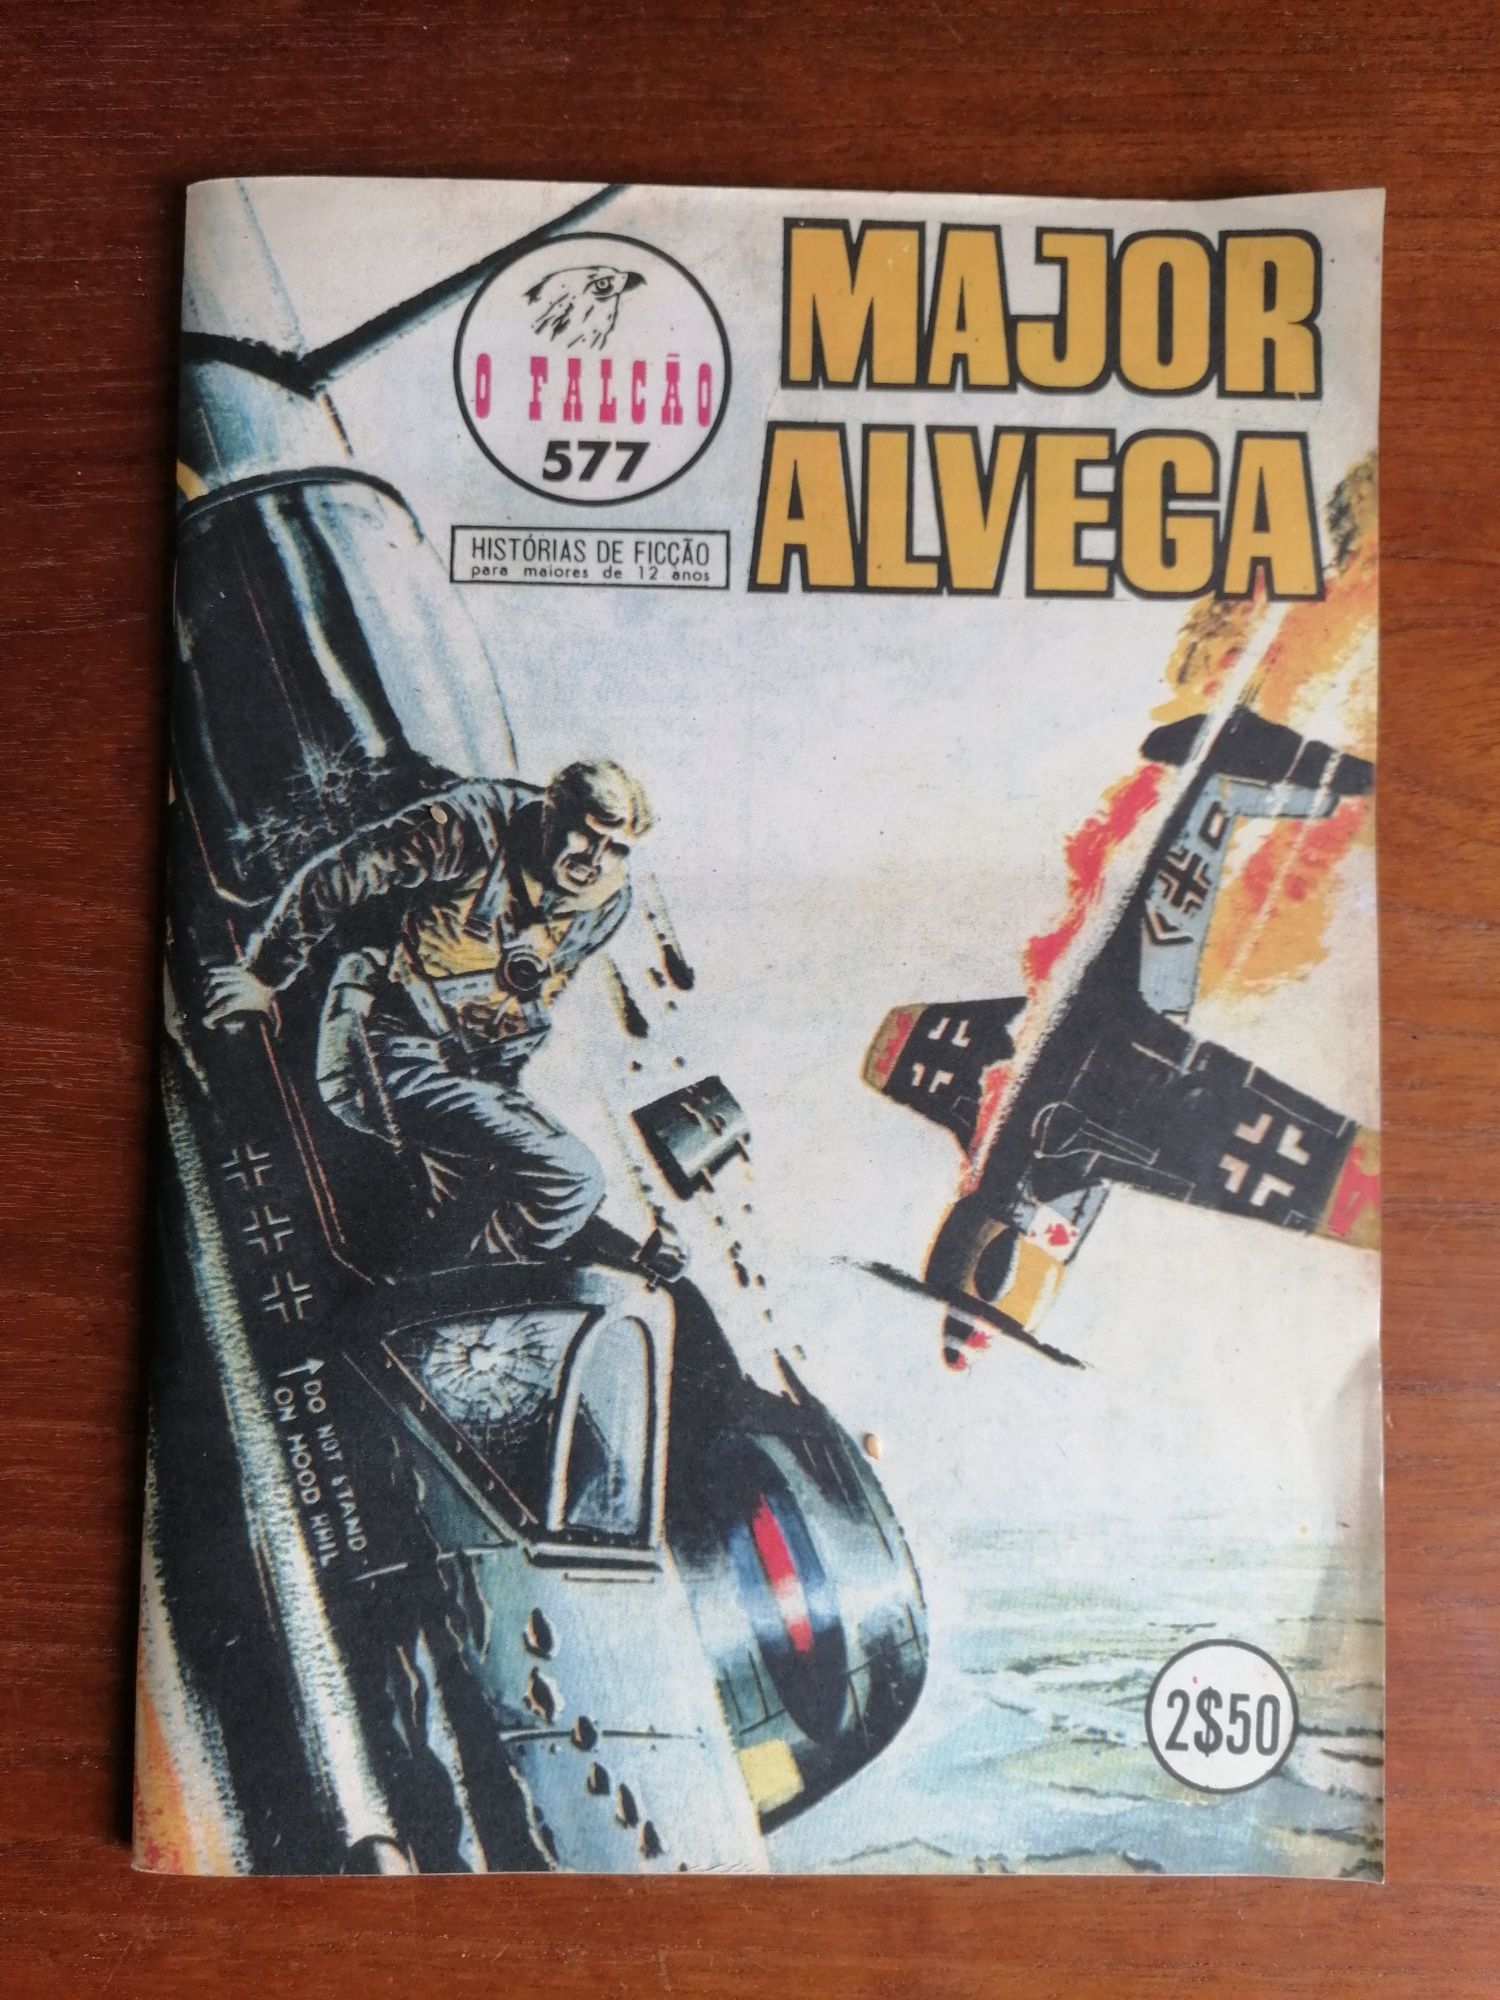 MAJOR
ALVEGA
O FALCÃO
577
HISTÓRIAS DE FICÇÃO
para maiores de 12 anos
DO NOT STAND
ON HOOD
2$50